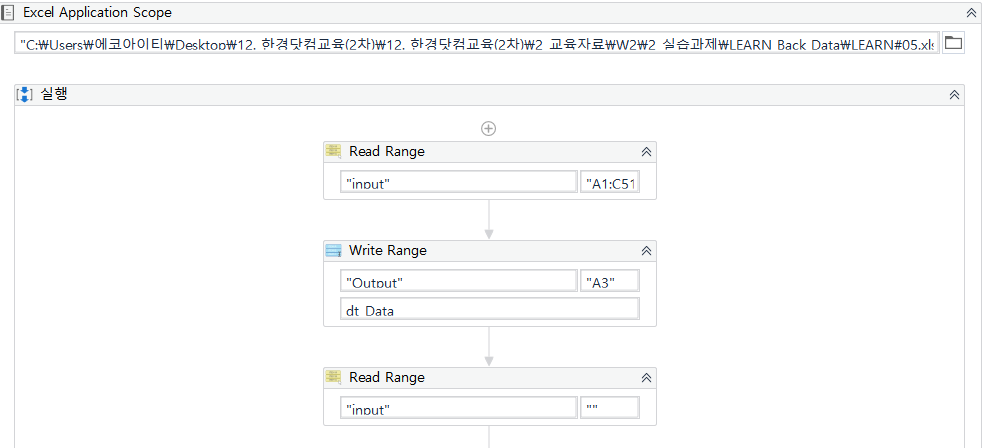 Excel Application Scope
"C:₩Users₩에코아이티₩Desktop₩12. 한경닷컴교육(2차)₩12. 한경닷컴교육(2차)₩2_교육자료₩W2₩2_실습과제₩LEARN_Back_Data₩LEARN#05.xls
실행
Read Range
"input" "A1:C51
Write Range
"Output" "A3"
dt_Data
Read Range
"input" ""